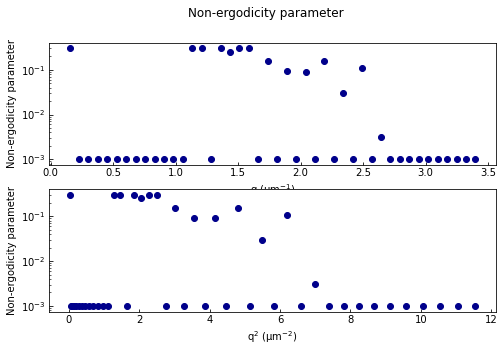 Non-ergodicity parameter
Non-ergodicity parameter
10⁻¹
10⁻²
10⁻³
0.0 0.5 1.0 1.5 2.0 2.5 3.0 3.5
q (μm⁻¹)
Non-ergodicity parameter
10⁻¹
10⁻²
10⁻³
0 2 4 6 8 10 12
q² (μm⁻²)